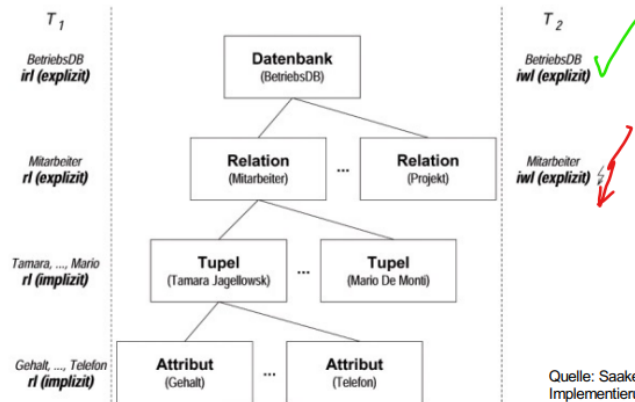 T1
T2
BetriebsDB
irl (explizit)
Datenbank
(BetriebsDB)
BetriebsDB
iwl (explizit)
Mitarbeiter
rl (explizit)
Relation
(Mitarbeiter)
...
Relation
(Projekt)
Mitarbeiter
iwl (explizit)
Tamara, ..., Mario
rl (implizit)
Tupel
(Tamara Jagellowsk)
...
Tupel
(Mario De Monti)
Gehalt, ..., Telefon
rl (implizit)
Attribut
(Gehalt)
...
Attribut
(Telefon)
Quelle: Saake